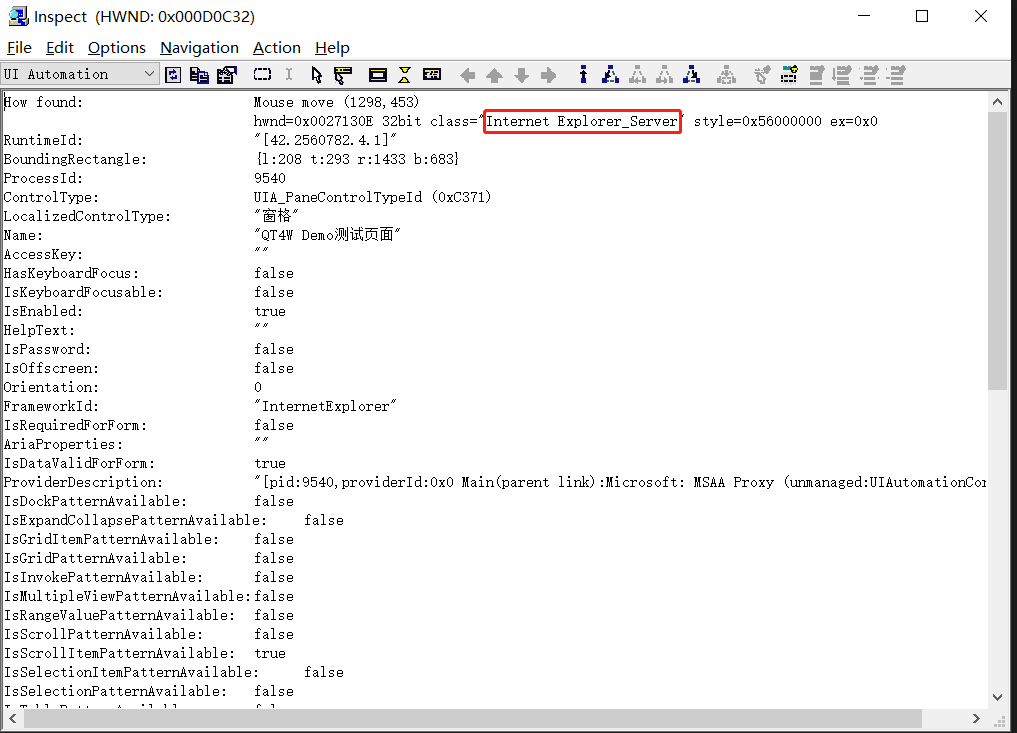 Inspect (HWND: 0x000D0C32)
File Edit Options Navigation Action Help
UI Automation
How found: Mouse move (1298,453)
hwnd=0x0027130E 32bit class="Internet Explorer_Server" style=0x56000000 ex=0x0
RuntimeId: "[42.2560782.4.1]"
BoundingRectangle: {l:208 t:293 r:1433 b:683}
ProcessId: 9540
ControlType: UIA_PaneControlTypeId (0xC371)
LocalizedControlType: "窗格"
Name: "QT4W Demo测试页面"
AccessKey: ""
HasKeyboardFocus: false
IsKeyboardFocusable: false
IsEnabled: true
HelpText: ""
IsPassword: false
IsOffscreen: false
Orientation: 0
FrameworkId: "InternetExplorer"
IsRequiredForForm: false
AriaProperties: ""
IsDataValidForForm: true
ProviderDescription: "[pid:9540,providerId:0x0 Main(parent link):Microsoft: MSAA Proxy (unmanaged:UIAutomationCor
IsDockPatternAvailable: false
IsExpandCollapsePatternAvailable: false
IsGridItemPatternAvailable: false
IsGridPatternAvailable: false
IsInvokePatternAvailable: false
IsMultipleViewPatternAvailable: false
IsRangeValuePatternAvailable: false
IsScrollPatternAvailable: false
IsScrollItemPatternAvailable: true
IsSelectionItemPatternAvailable: false
IsSelectionPatternAvailable: false